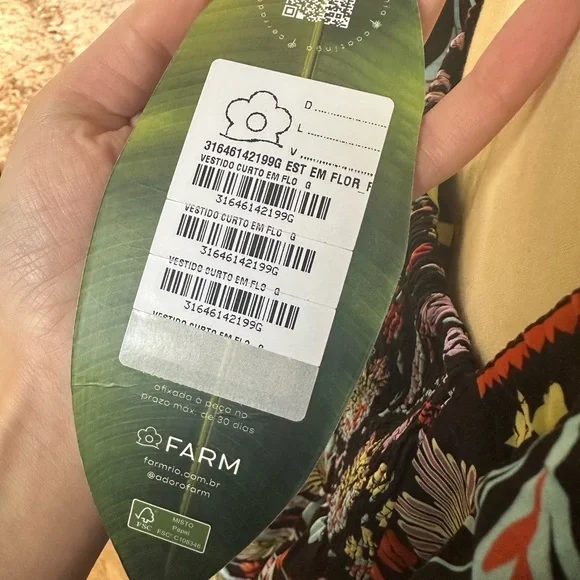 D
L
V
31646142199G EST EM FLOR_F
VESTIDO CURTO EM FLO G
31646142199G
VESTIDO CURTO EM FLO G
31646142199G
VESTIDO CURTO EM FLO G
31646142199G
VESTIDO CURTO EM FLO G
afixada à peça no
prazo máx. de 30 dias
FARM
farmrio.com.br
@adorofarm
FSC
MISTO
Papel